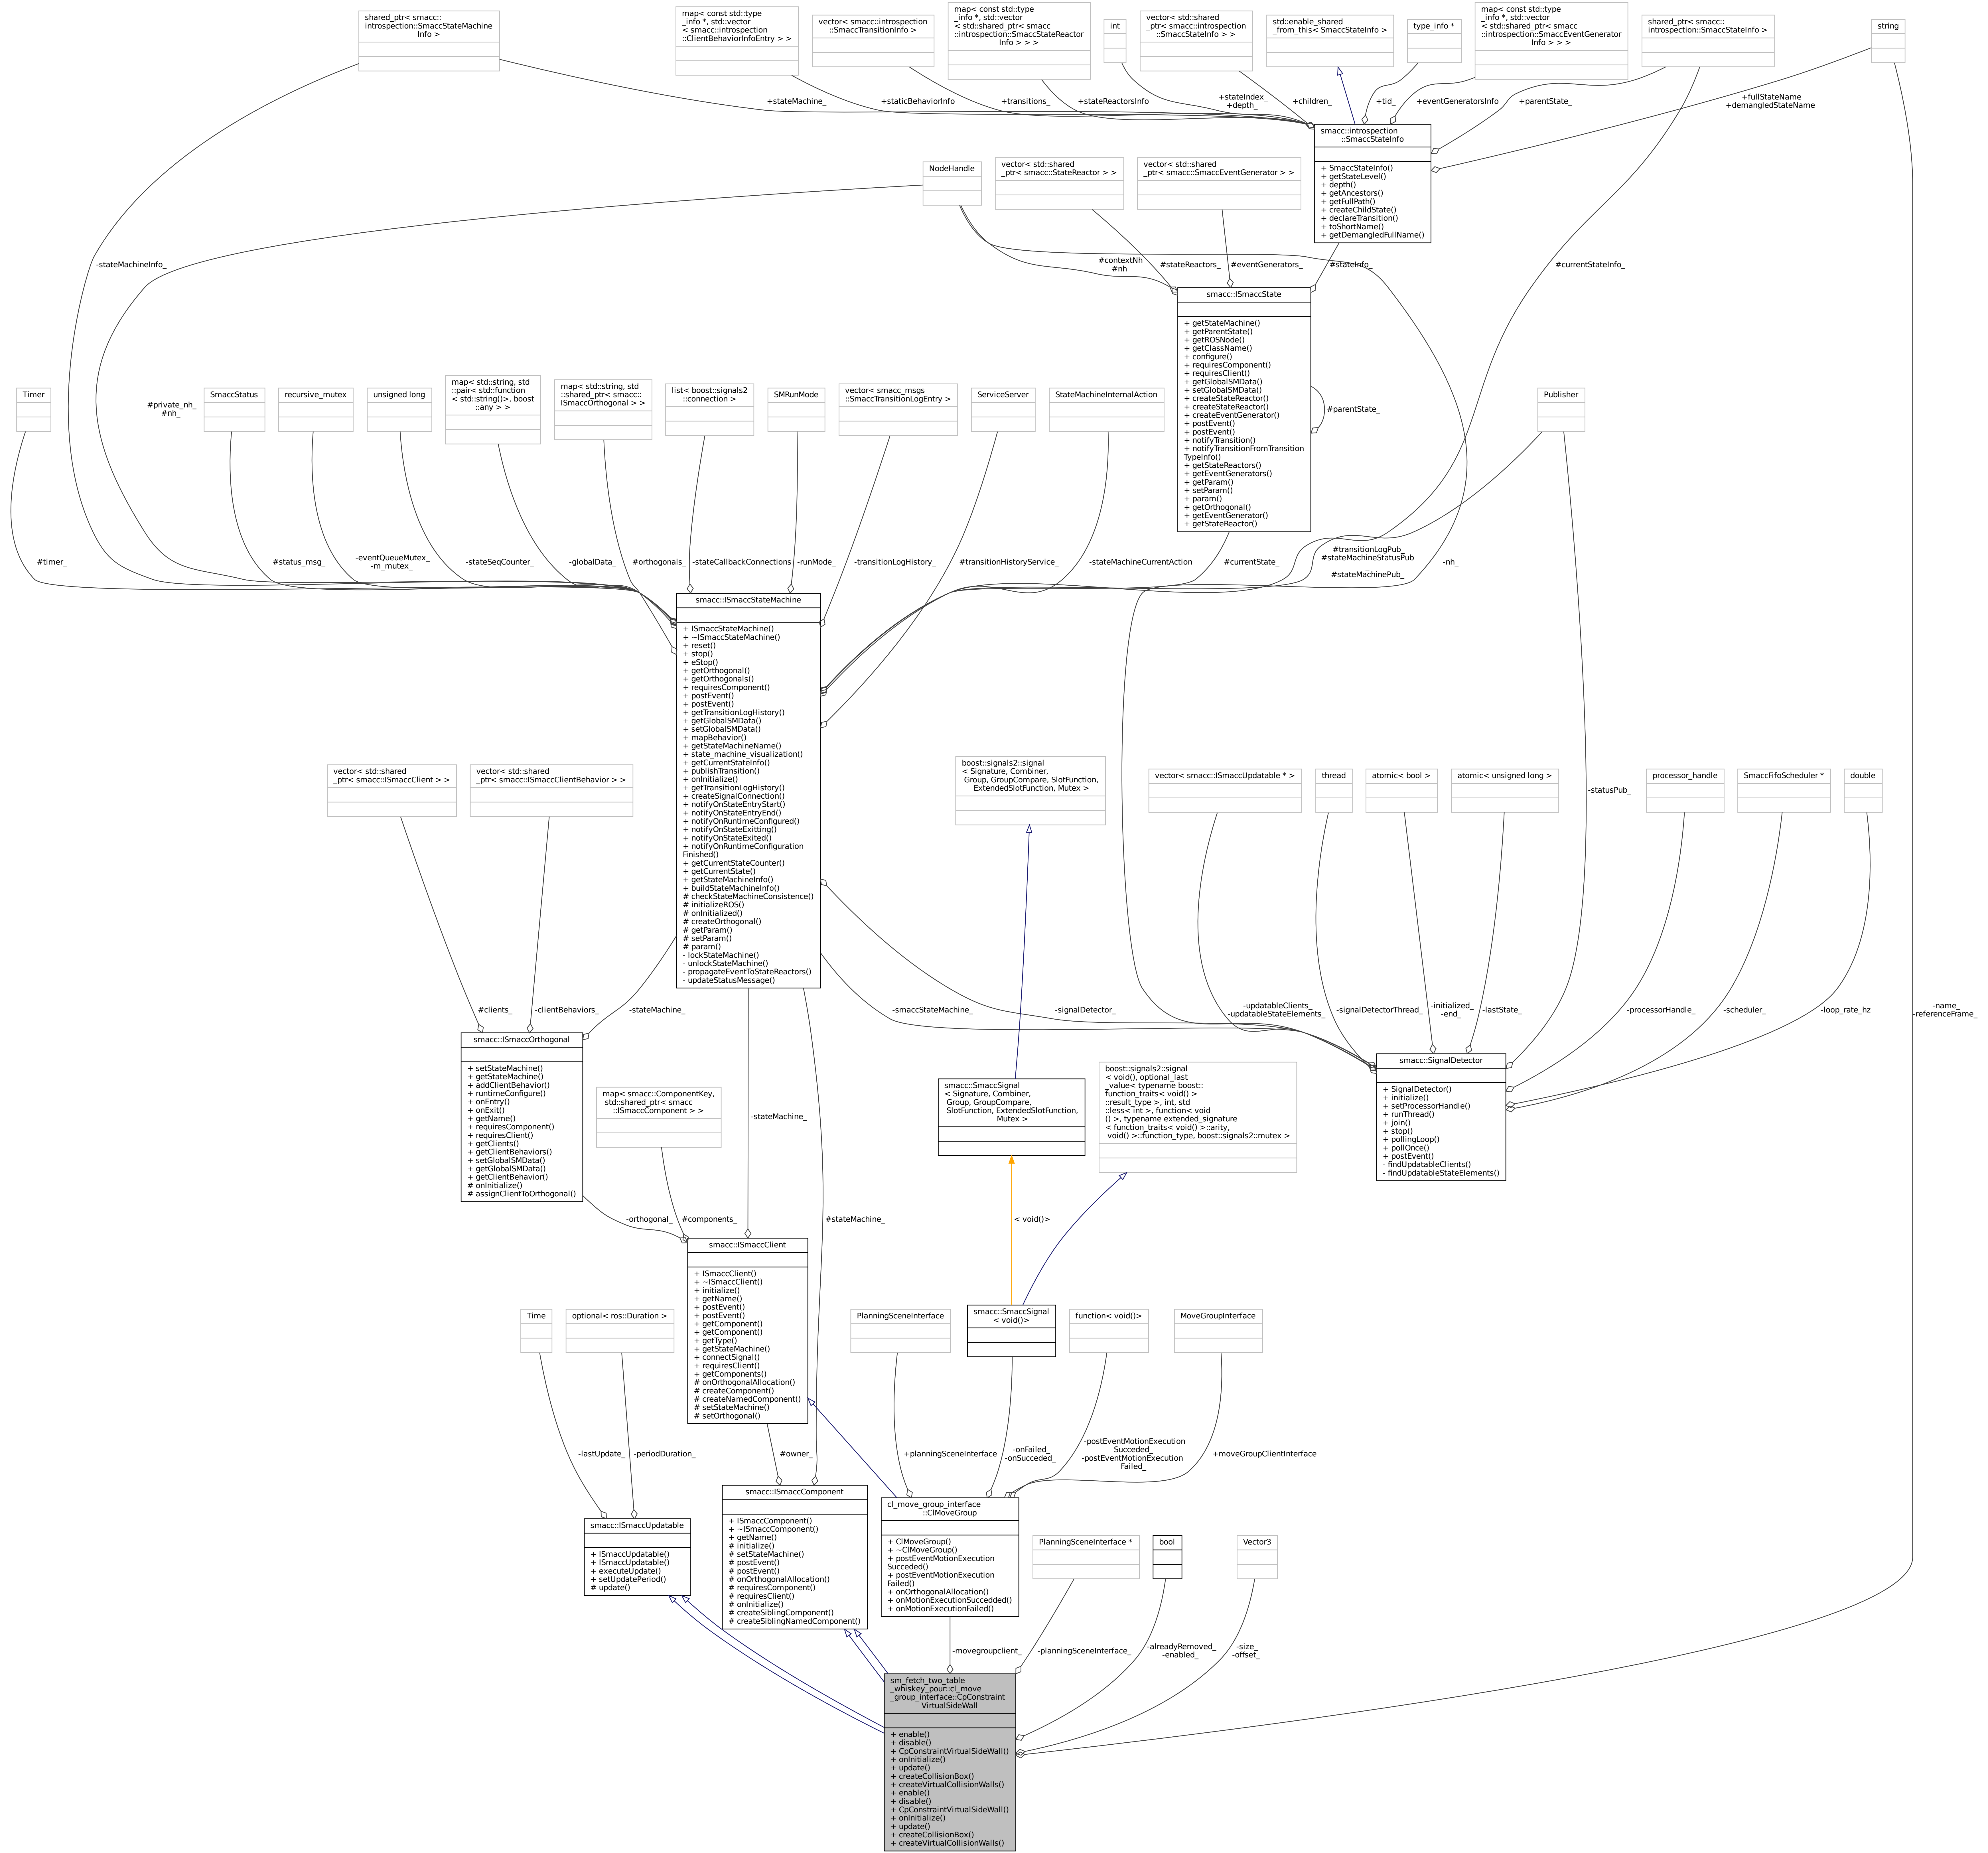 shared_ptr< smacc::
introspection::SmaccStateMachine
Info >
map< const std::type
_info *, std::vector
< smacc::introspection
::ClientBehaviorInfoEntry > >
vector< smacc::introspection
::SmaccTransitionInfo >
map< const std::type
_info *, std::vector
< std::shared_ptr< smacc
::introspection::SmaccStateReactor
Info > > >
int
vector< std::shared
_ptr< smacc::introspection
::SmaccStateInfo > >
std::enable_shared
_from_this< SmaccStateInfo >
type_info *
map< const std::type
_info *, std::vector
< std::shared_ptr< smacc
::introspection::SmaccEventGenerator
Info > > >
shared_ptr< smacc::
introspection::SmaccStateInfo >
string
+stateMachine_
+staticBehaviorInfo
+transitions_
+stateReactorsInfo
+stateIndex_
+depth_
+children_
+tid_
+eventGeneratorsInfo
+parentState_
+fullStateName
+demangledStateName
smacc::introspection
::SmaccStateInfo
+ SmaccStateInfo()
+ getStateLevel()
+ depth()
+ getAncestors()
+ getFullPath()
+ createChildState()
+ declareTransition()
+ toShortName()
+ getDemangledFullName()
NodeHandle
vector< std::shared
_ptr< smacc::StateReactor > >
vector< std::shared
_ptr< smacc::SmaccEventGenerator > >
-stateMachineInfo_
#contextNh
#nh
#stateReactors_
#eventGenerators_
#stateInfo_
#currentStateInfo_
smacc::ISmaccState
+ getStateMachine()
+ getParentState()
+ getROSNode()
+ getClassName()
+ configure()
+ requiresComponent()
+ requiresClient()
+ getGlobalSMData()
+ setGlobalSMData()
+ createStateReactor()
+ createStateReactor()
+ createEventGenerator()
+ postEvent()
+ postEvent()
+ notifyTransition()
+ notifyTransitionFromTransition
TypeInfo()
+ getStateReactors()
+ getEventGenerators()
+ getParam()
+ setParam()
+ param()
+ getOrthogonal()
+ getEventGenerator()
+ getStateReactor()
#parentState_
Timer
#private_nh_
#nh_
SmaccStatus
recursive_mutex
unsigned long
map< std::string, std
::pair< std::function
< std::string()>, boost
::any > >
map< std::string, std
::shared_ptr< smacc::
ISmaccOrthogonal > >
list< boost::signals2
::connection >
SMRunMode
vector< smacc_msgs
::SmaccTransitionLogEntry >
ServiceServer
StateMachineInternalAction
Publisher
#timer_
#status_msg_
-eventQueueMutex_
-m_mutex_
-stateSeqCounter_
-globalData_
#orthogonals_
-stateCallbackConnections
-runMode_
-transitionLogHistory_
#transitionHistoryService_
-stateMachineCurrentAction
#currentState_
#transitionLogPub_
#stateMachineStatusPub
_
#stateMachinePub_
-nh_
smacc::ISmaccStateMachine
+ ISmaccStateMachine()
+ ~ISmaccStateMachine()
+ reset()
+ stop()
+ eStop()
+ getOrthogonal()
+ getOrthogonals()
+ requiresComponent()
+ postEvent()
+ postEvent()
+ getTransitionLogHistory()
+ getGlobalSMData()
+ setGlobalSMData()
+ mapBehavior()
+ getStateMachineName()
+ state_machine_visualization()
+ getCurrentStateInfo()
+ publishTransition()
+ onInitialize()
+ getTransitionLogHistory()
+ createSignalConnection()
+ notifyOnStateEntryStart()
+ notifyOnStateEntryEnd()
+ notifyOnRuntimeConfigured()
+ notifyOnStateExitting()
+ notifyOnStateExited()
+ notifyOnRuntimeConfiguration
Finished()
+ getCurrentStateCounter()
+ getCurrentState()
+ getStateMachineInfo()
+ buildStateMachineInfo()
# checkStateMachineConsistence()
# initializeROS()
# onInitialized()
# createOrthogonal()
# getParam()
# setParam()
# param()
- lockStateMachine()
- unlockStateMachine()
- propagateEventToStateReactors()
- updateStatusMessage()
vector< std::shared
_ptr< smacc::ISmaccClient > >
vector< std::shared
_ptr< smacc::ISmaccClientBehavior > >
boost::signals2::signal
< Signature, Combiner,
Group, GroupCompare, SlotFunction,
ExtendedSlotFunction, Mutex >
vector< smacc::ISmaccUpdatable * >
thread
atomic< bool >
atomic< unsigned long >
-statusPub_
processor_handle
SmaccFifoScheduler *
double
#clients_
-clientBehaviors_
-stateMachine_
-smaccStateMachine_
-signalDetector_
-updatableClients_
-updatableStateElements_
-signalDetectorThread_
-initialized_
-end_
-lastState_
-processorHandle_
-scheduler_
-loop_rate_hz
-name_
-referenceFrame_
smacc::ISmaccOrthogonal
+ setStateMachine()
+ getStateMachine()
+ addClientBehavior()
+ runtimeConfigure()
+ onEntry()
+ onExit()
+ getName()
+ requiresComponent()
+ requiresClient()
+ getClients()
+ getClientBehaviors()
+ setGlobalSMData()
+ getGlobalSMData()
+ getClientBehavior()
# onInitialize()
# assignClientToOrthogonal()
map< smacc::ComponentKey,
std::shared_ptr< smacc
::ISmaccComponent > >
-stateMachine_
smacc::SmaccSignal
< Signature, Combiner,
Group, GroupCompare,
SlotFunction, ExtendedSlotFunction,
Mutex >
boost::signals2::signal
< void(), optional_last
_value< typename boost::
function_traits< void() >
::result_type >, int, std
::less< int >, function< void
() >, typename extended_signature
< function_traits< void() >::arity,
void() >::function_type, boost::signals2::mutex >
smacc::SignalDetector
+ SignalDetector()
+ initialize()
+ setProcessorHandle()
+ runThread()
+ join()
+ stop()
+ pollingLoop()
+ pollOnce()
+ postEvent()
- findUpdatableClients()
- findUpdatableStateElements()
-orthogonal_
#components_
#stateMachine_
< void()>
smacc::ISmaccClient
+ ISmaccClient()
+ ~ISmaccClient()
+ initialize()
+ getName()
+ postEvent()
+ postEvent()
+ getComponent()
+ getComponent()
+ getType()
+ getStateMachine()
+ connectSignal()
+ requiresClient()
+ getComponents()
# onOrthogonalAllocation()
# createComponent()
# createNamedComponent()
# setStateMachine()
# setOrthogonal()
Time
optional< ros::Duration >
PlanningSceneInterface
smacc::SmaccSignal
< void()>
function< void()>
MoveGroupInterface
-lastUpdate_
-periodDuration_
#owner_
+planningSceneInterface
-onFailed_
-onSucceded_
-postEventMotionExecution
Succeded_
-postEventMotionExecution
Failed_
+moveGroupClientInterface
smacc::ISmaccUpdatable
+ ISmaccUpdatable()
+ ISmaccUpdatable()
+ executeUpdate()
+ setUpdatePeriod()
# update()
smacc::ISmaccComponent
+ ISmaccComponent()
+ ~ISmaccComponent()
+ getName()
# initialize()
# setStateMachine()
# postEvent()
# postEvent()
# onOrthogonalAllocation()
# requiresComponent()
# requiresClient()
# onInitialize()
# createSiblingComponent()
# createSiblingNamedComponent()
cl_move_group_interface
::ClMoveGroup
+ ClMoveGroup()
+ ~ClMoveGroup()
+ postEventMotionExecution
Succeded()
+ postEventMotionExecution
Failed()
+ onOrthogonalAllocation()
+ onMotionExecutionSuccedded()
+ onMotionExecutionFailed()
PlanningSceneInterface *
bool
Vector3
-movegroupclient_
-planningSceneInterface_
-alreadyRemoved_
-enabled_
-size_
-offset_
sm_fetch_two_table
_whiskey_pour::cl_move
_group_interface::CpConstraint
VirtualSideWall
+ enable()
+ disable()
+ CpConstraintVirtualSideWall()
+ onInitialize()
+ update()
+ createCollisionBox()
+ createVirtualCollisionWalls()
+ enable()
+ disable()
+ CpConstraintVirtualSideWall()
+ onInitialize()
+ update()
+ createCollisionBox()
+ createVirtualCollisionWalls()